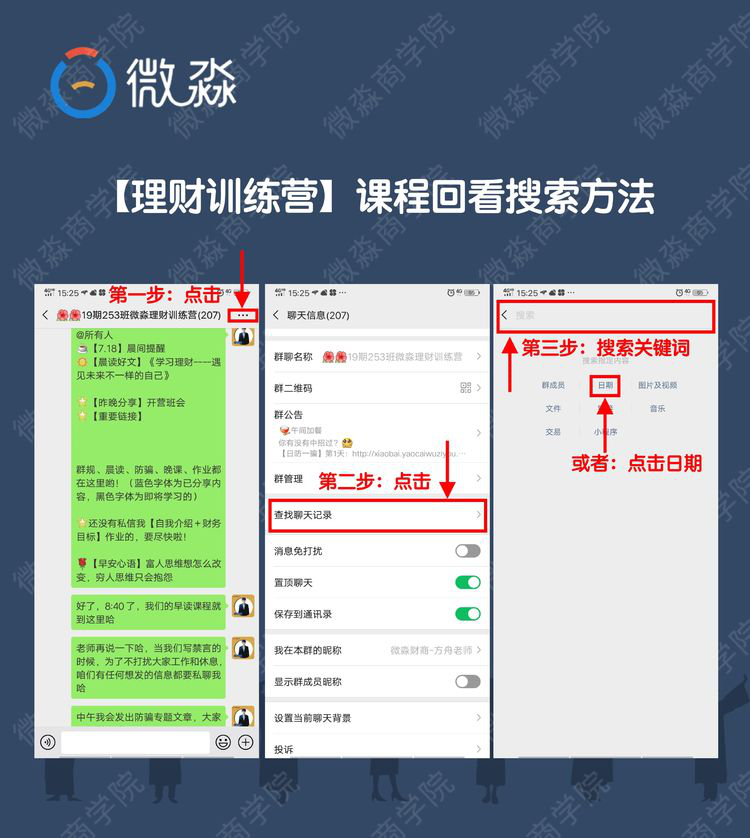 微淼
【理财训练营】课程回看搜索方法
第一步：点击
15:25
19期253班微淼理财训练营(207)
@所有人
【7.18】晨间提醒
【晨读好文】《学习理财----遇
见未来不一样的自己》
【昨晚分享】开营班会
【重要链接】
群规、晨读、防骗、晚课、作业都
在这里哟！（蓝色字体为已分享内
容，黑色字体为即将学习的）
还没有私信我【自我介绍+财务
目标】作业的，要尽快啦！
【早安心语】富人思维想怎么改
变，穷人思维只会抱怨
好了，8:40 了，我们的早读课程就
到这里哈
老师再说一下哈，当我们写禁言的
时候，为了不打扰大家工作和休息，
咱们有任何想发的信息都要私聊我
哈
中午我会发出防骗专题文章，大家
15:25
聊天信息(207)
群聊名称
19期253班微淼理财训练营
群二维码
群公告
午间加餐
你有没有中招过？
【日防一骗】第1天：http://xiaobai.yaocaiwuziyou....
群管理
第二步：点击
查找聊天记录
消息免打扰
置顶聊天
保存到通讯录
我在本群的昵称
微淼财商-方舟老师
显示群成员昵称
设置当前聊天背景
投诉
15:25
搜索
第三步：搜索关键词
搜索指定内容
群成员
日期
图片及视频
文件
音乐
交易
小程序
或者：点击日期
微淼商学院